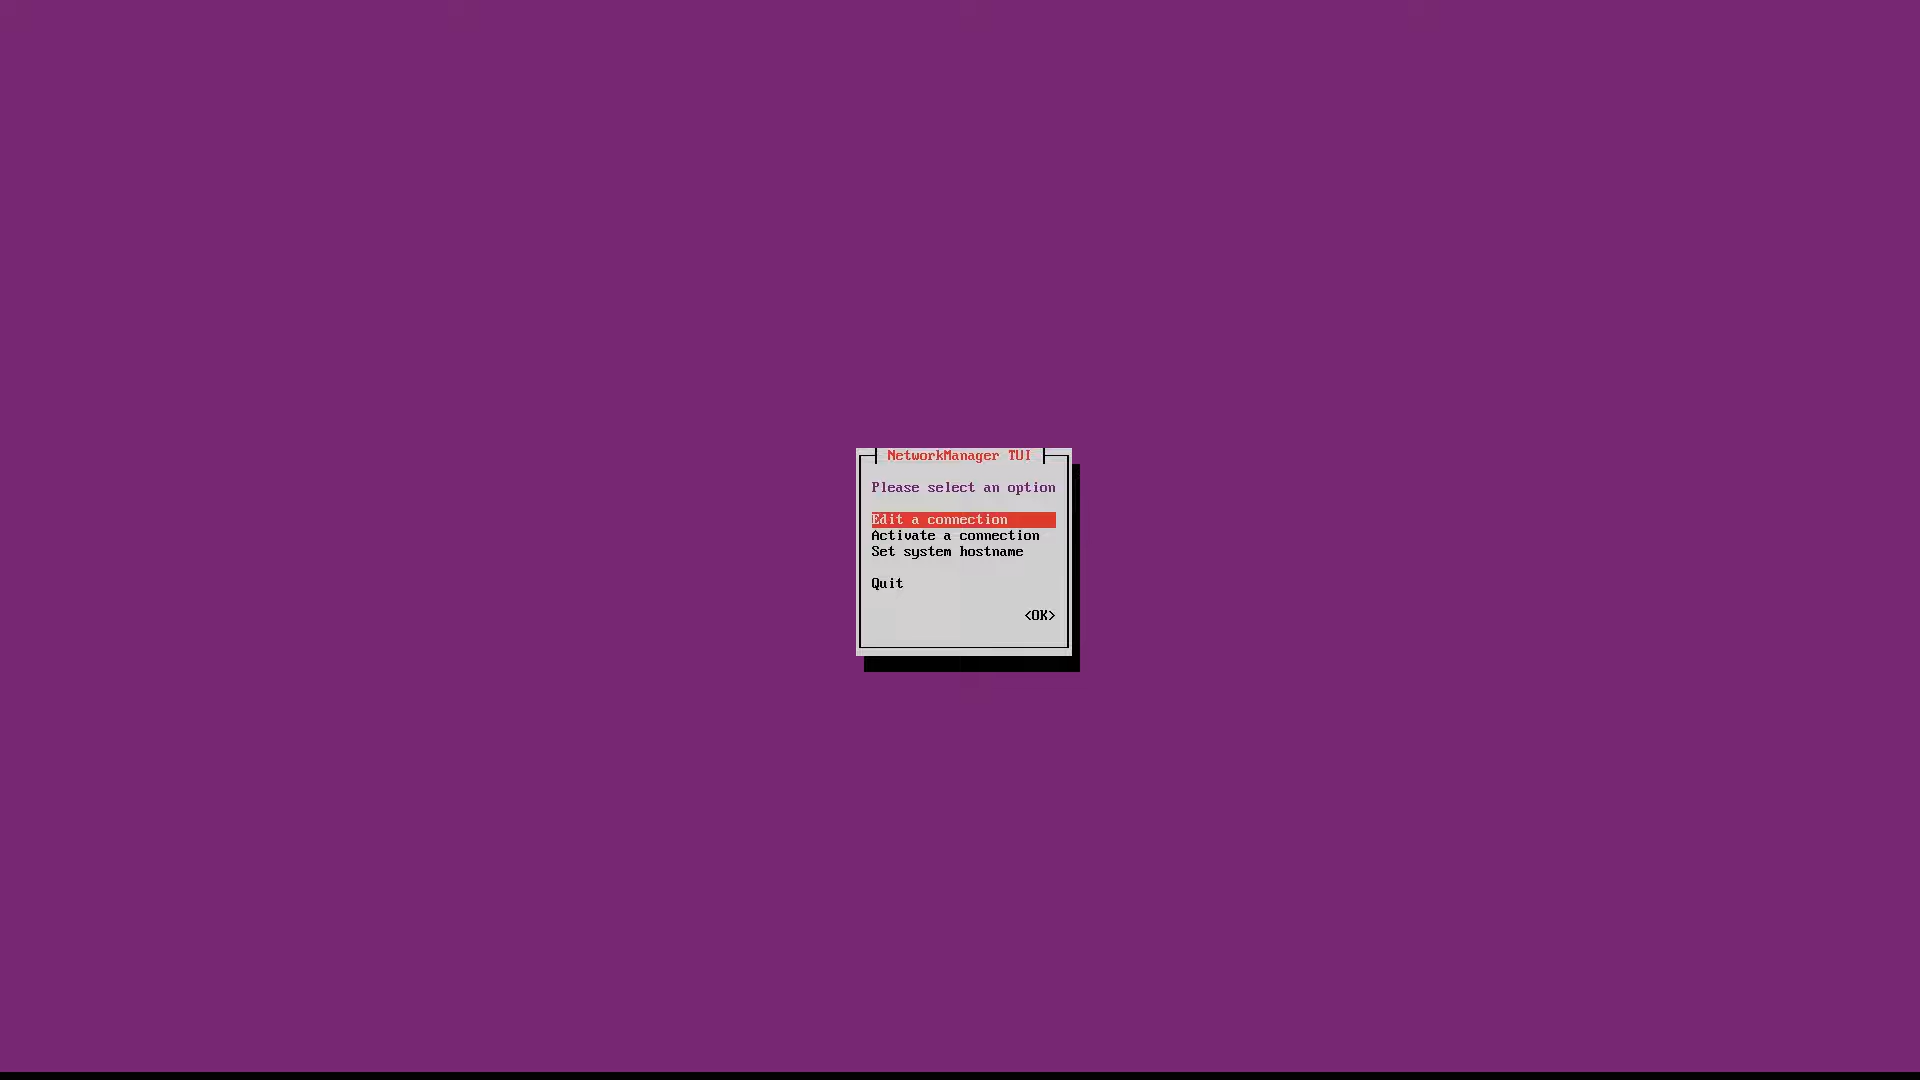 NetworkManager TUI
Please select an option
Edit a connection
Activate a connection
Set system hostname
Quit
<OK>